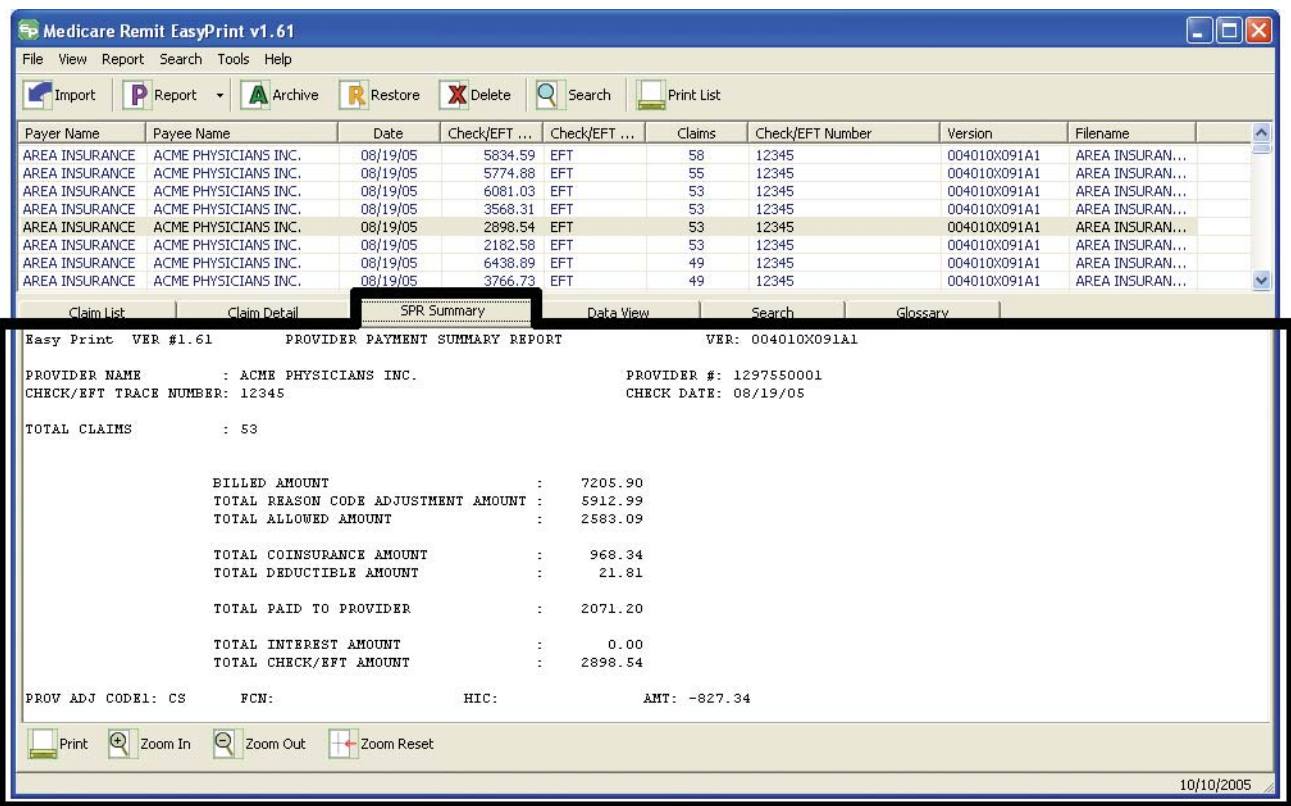 EP Medicare Remit EasyPrint v1.61
File View Report Search Tools Help
Import P Report A Archive R Restore X Delete Search Print List
Payer Name Payee Name Date Check/EFT ... Check/EFT ... Claims Check/EFT Number Version Filename
AREA INSURANCE ACME PHYSICIANS INC. 08/19/05 5834.59 EFT 58 12345 004010X091A1 AREA INSURAN...
AREA INSURANCE ACME PHYSICIANS INC. 08/19/05 5774.88 EFT 55 12345 004010X091A1 AREA INSURAN...
AREA INSURANCE ACME PHYSICIANS INC. 08/19/05 6081.03 EFT 53 12345 004010X091A1 AREA INSURAN...
AREA INSURANCE ACME PHYSICIANS INC. 08/19/05 3568.31 EFT 53 12345 004010X091A1 AREA INSURAN...
AREA INSURANCE ACME PHYSICIANS INC. 08/19/05 2898.54 EFT 53 12345 004010X091A1 AREA INSURAN...
AREA INSURANCE ACME PHYSICIANS INC. 08/19/05 2182.58 EFT 53 12345 004010X091A1 AREA INSURAN...
AREA INSURANCE ACME PHYSICIANS INC. 08/19/05 6438.89 EFT 49 12345 004010X091A1 AREA INSURAN...
AREA INSURANCE ACME PHYSICIANS INC. 08/19/05 3766.73 EFT 49 12345 004010X091A1 AREA INSURAN...
Claim List Claim Detail SPR Summary Data View Search Glossary
Easy Print VER #1.61 PROVIDER PAYMENT SUMMARY REPORT VER: 004010X091A1
PROVIDER NAME : ACME PHYSICIANS INC. PROVIDER #: 1297550001
CHECK/EFT TRACE NUMBER: 12345 CHECK DATE: 08/19/05
TOTAL CLAIMS : 53
BILLED AMOUNT : 7205.90
TOTAL REASON CODE ADJUSTMENT AMOUNT : 5912.99
TOTAL ALLOWED AMOUNT : 2583.09
TOTAL COINSURANCE AMOUNT : 968.34
TOTAL DEDUCTIBLE AMOUNT : 21.81
TOTAL PAID TO PROVIDER : 2071.20
TOTAL INTEREST AMOUNT : 0.00
TOTAL CHECK/EFT AMOUNT : 2898.54
PROV ADJ CODE1: CS FCN: HIC: AMT: -827.34
Print Zoom In Zoom Out Zoom Reset
10/10/2005